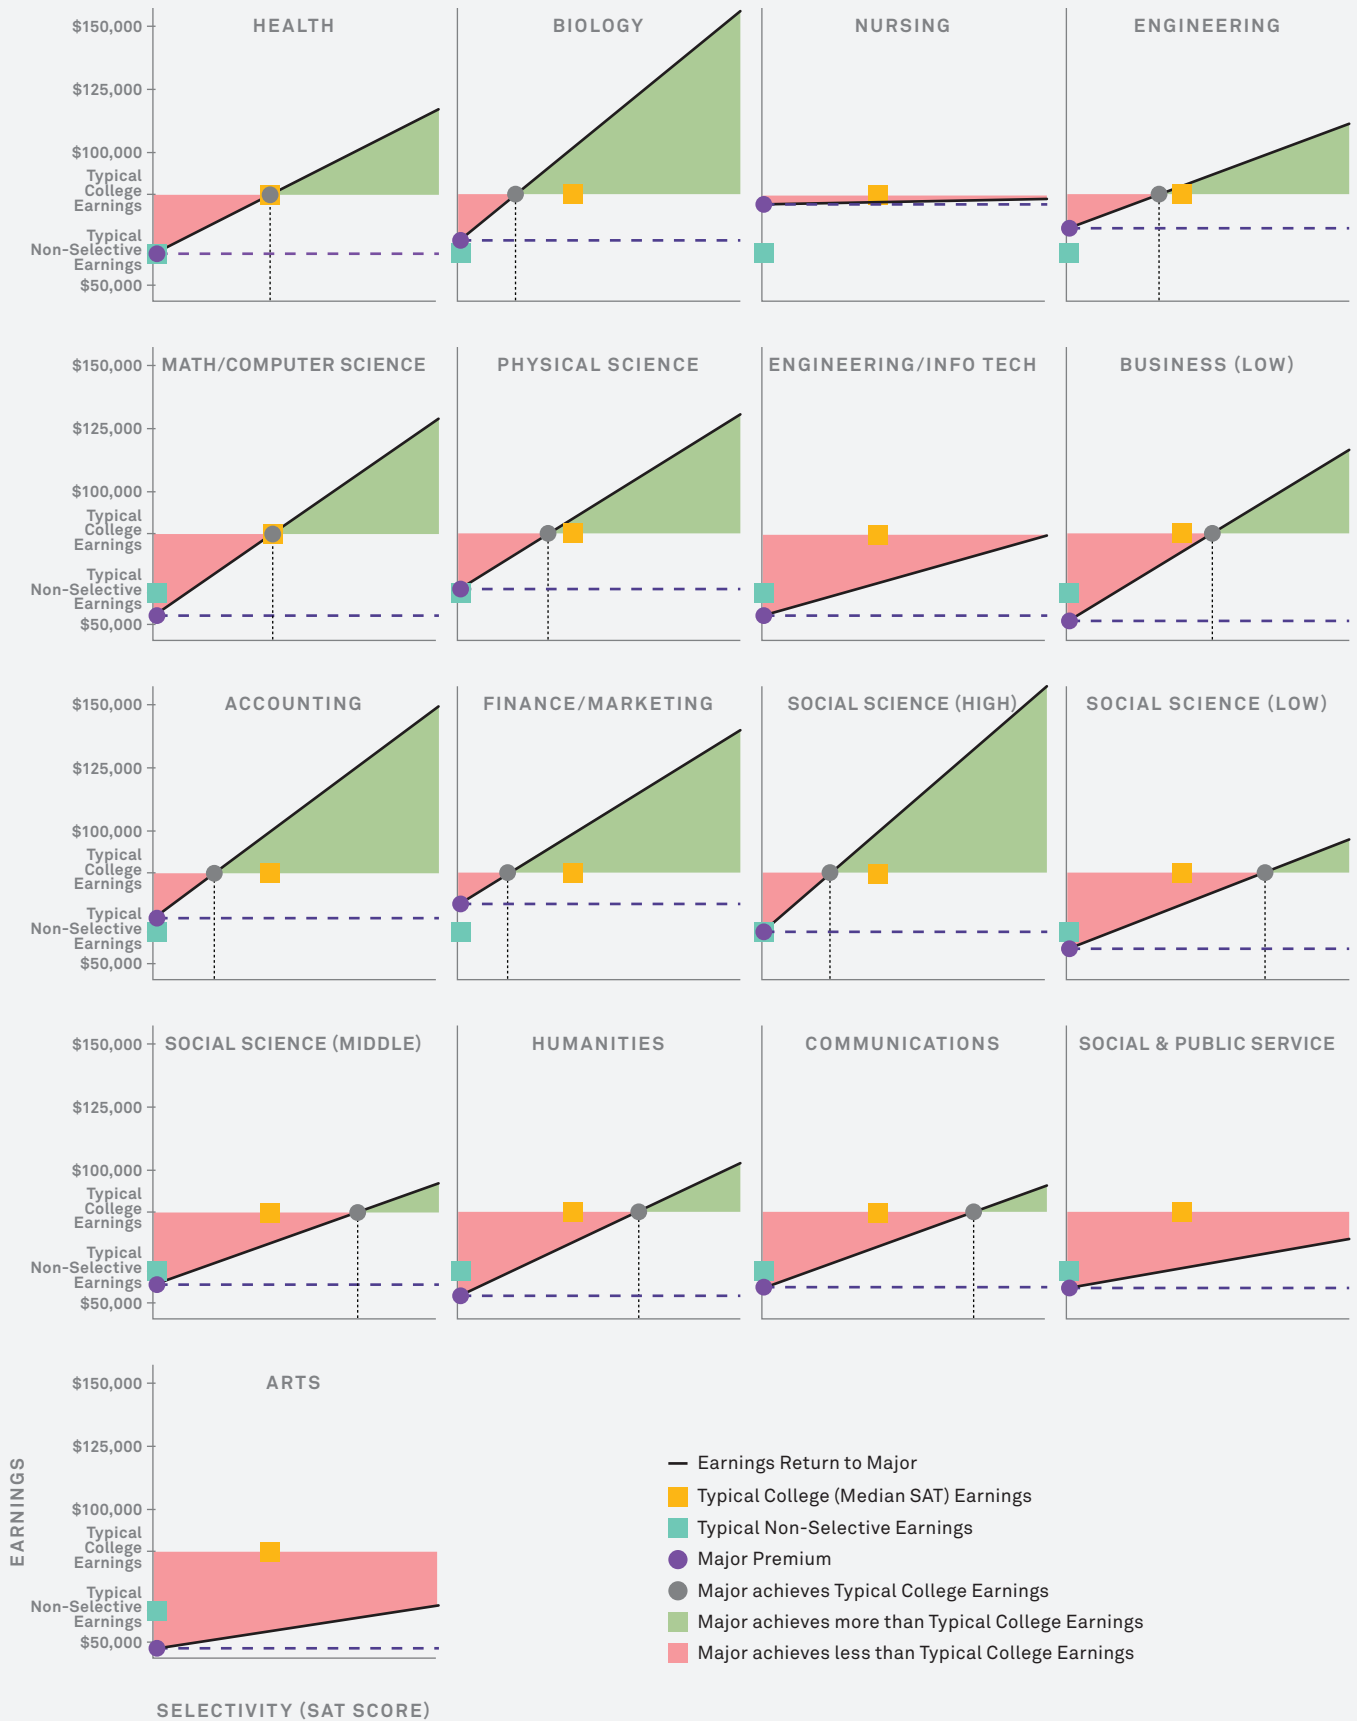 HEALTH
BIOLOGY
NURSING
ENGINEERING
$150,000
$125,000
$100,000
Typical
College
Earnings
Typical
Non-Selective
Earnings
$50,000
MATH/COMPUTER SCIENCE
PHYSICAL SCIENCE
ENGINEERING/INFO TECH
BUSINESS (LOW)
$150,000
$125,000
$100,000
Typical
College
Earnings
Typical
Non-Selective
Earnings
$50,000
ACCOUNTING
FINANCE/MARKETING
SOCIAL SCIENCE (HIGH)
SOCIAL SCIENCE (LOW)
$150,000
$125,000
$100,000
Typical
College
Earnings
Typical
Non-Selective
Earnings
$50,000
SOCIAL SCIENCE (MIDDLE)
HUMANITIES
COMMUNICATIONS
SOCIAL & PUBLIC SERVICE
$150,000
$125,000
$100,000
Typical
College
Earnings
Typical
Non-Selective
Earnings
$50,000
ARTS
$150,000
$125,000
$100,000
Typical
College
Earnings
Typical
Non-Selective
Earnings
$50,000
EARNINGS
SELECTIVITY (SAT SCORE)
Earnings Return to Major
Typical College (Median SAT) Earnings
Typical Non-Selective Earnings
Major Premium
Major achieves Typical College Earnings
Major achieves more than Typical College Earnings
Major achieves less than Typical College Earnings